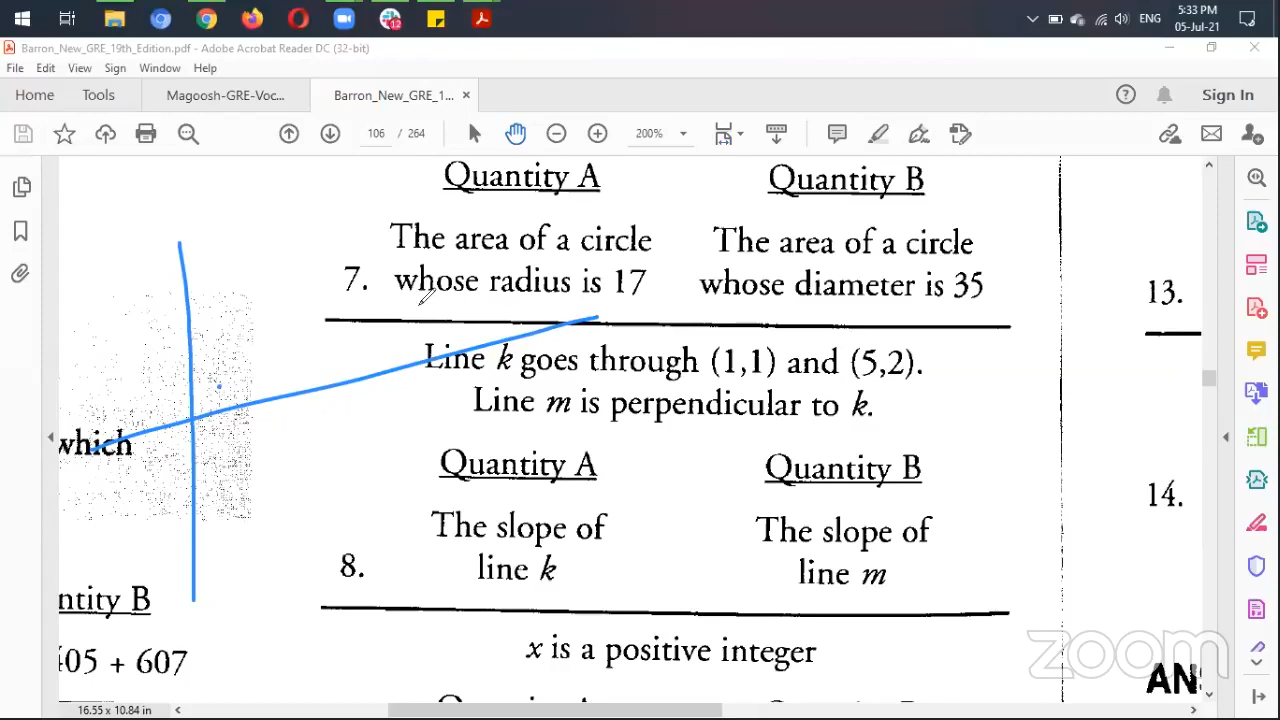 12
ENG
5:33 PM
05-Jul-21
Barron_New_GRE_19th_Edition.pdf - Adobe Acrobat Reader DC (32-bit)
File Edit View Window Help
Home Tools Magoosh-GRE-Voc... Barron_New_GRE_1... × Sign In
106 / 264 200%
Quantity A Quantity B
The area of a circle The area of a circle
7. whose radius is 17 whose diameter is 35
13.
Line k goes through (1,1) and (5,2).
Line m is perpendicular to k.
which
Quantity A Quantity B
14.
The slope of The slope of
8. line k line m
ntity B
x is a positive integer
405 + 607
zoom
AN
16.55 x 10.84 in